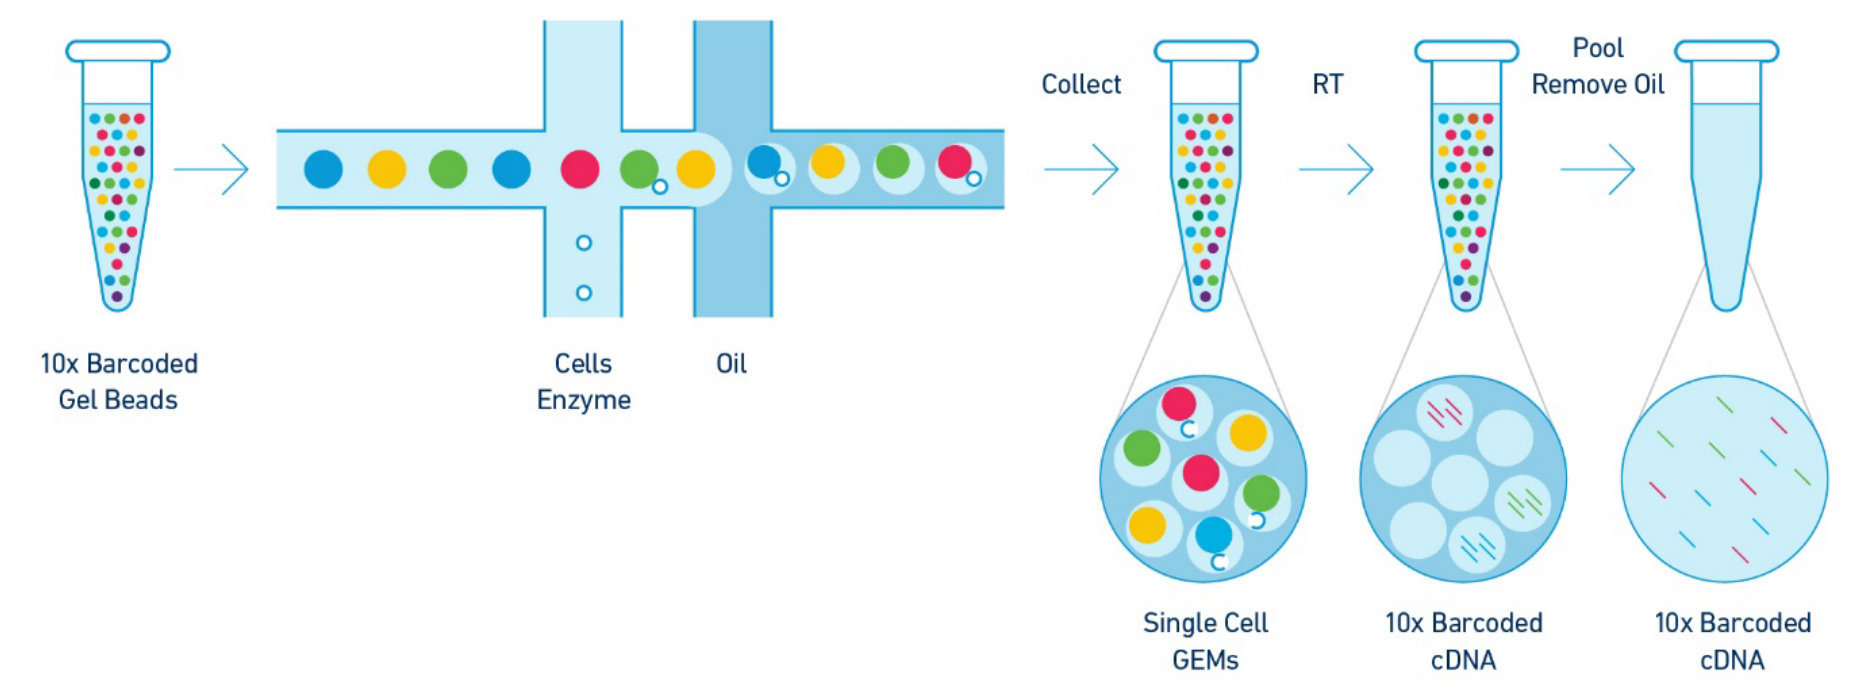 10x Barcoded
Gel Beads
Cells
Enzyme
Oil
Collect
RT
Pool
Remove Oil
Single Cell
GEMs
10x Barcoded
cDNA
10x Barcoded
cDNA